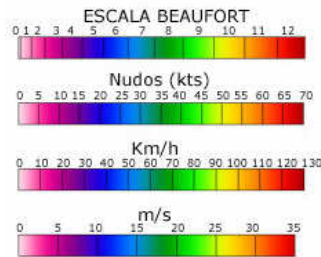 ESCALA BEAUFORT
0 1 2 3 4 5 6 7 8 9 10 11 12
Nudos (kts)
0 5 10 15 20 25 30 35 40 45 50 55 60 65 70
Km/h
0 10 20 30 40 50 60 70 80 90 100 110 120 130
m/s
0 5 10 15 20 25 30 35